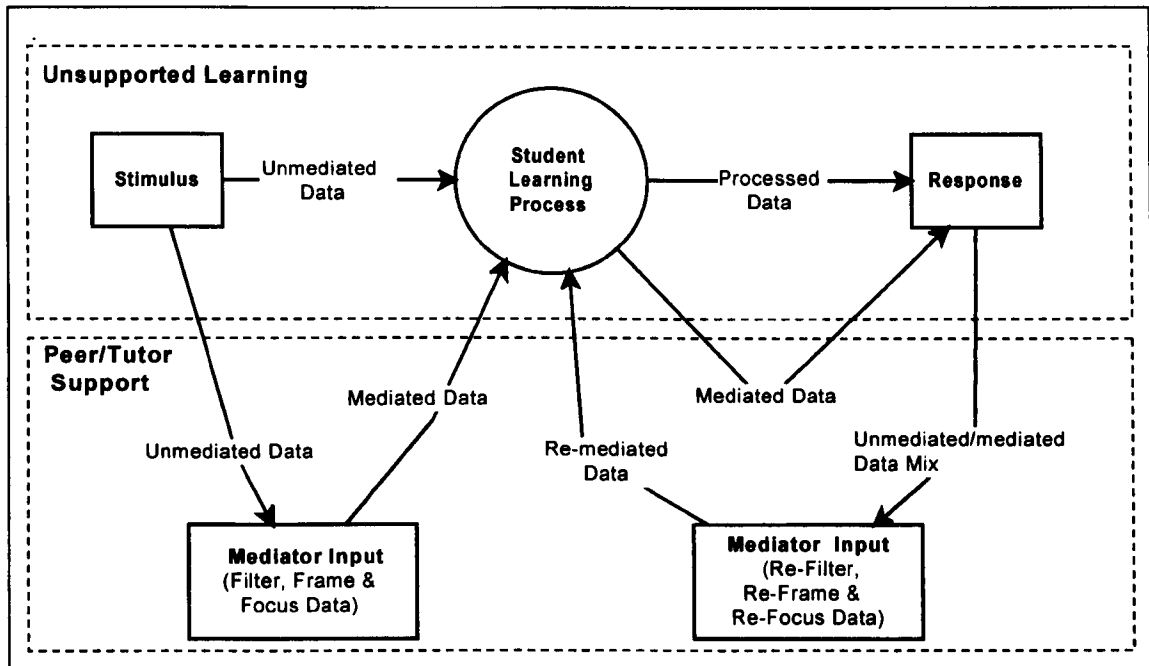 Unsupported Learning
Stimulus
Unmediated
Data
Student
Learning
Process
Processed
Data
Response
Peer/Tutor
Support
Mediated Data
Mediated Data
Unmediated Data
Re-mediated
Data
Unmediated/mediated
Data Mix
Mediator Input
(Filter, Frame &
Focus Data)
Mediator Input
(Re-Filter,
Re-Frame &
Re-Focus Data)